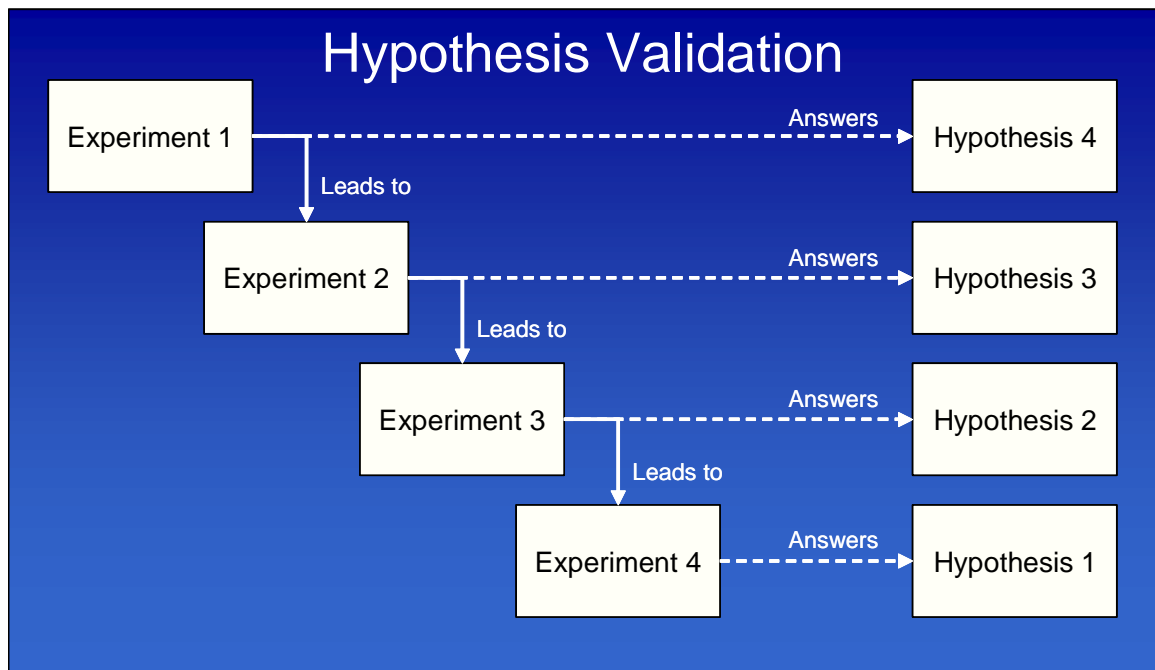 Hypothesis Validation
Experiment 1
Answers
Hypothesis 4
Leads to
Experiment 2
Answers
Hypothesis 3
Leads to
Experiment 3
Answers
Hypothesis 2
Leads to
Experiment 4
Answers
Hypothesis 1